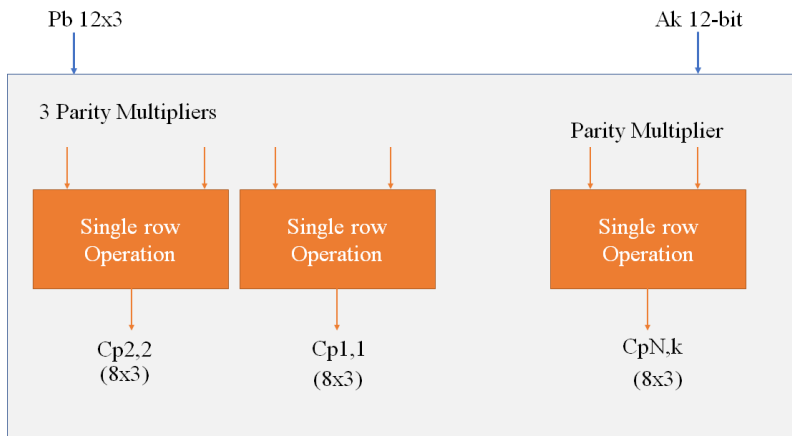 Pb 12x3
Ak 12-bit
3 Parity Multipliers
Parity Multiplier
Single row
Operation
Single row
Operation
Single row
Operation
Cp2,2
(8x3)
Cp1,1
(8x3)
CpN,k
(8x3)